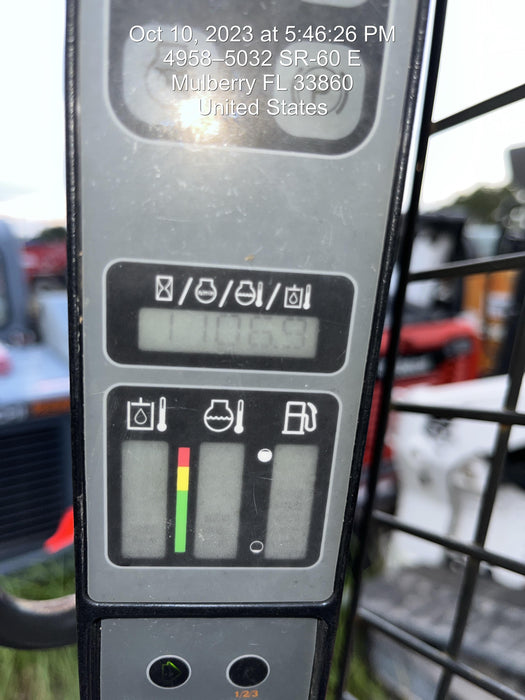 Oct 10, 2023 at 5:46:26 PM
4958–5032 SR-60 E
Mulberry FL 33860
United States
1/2/3